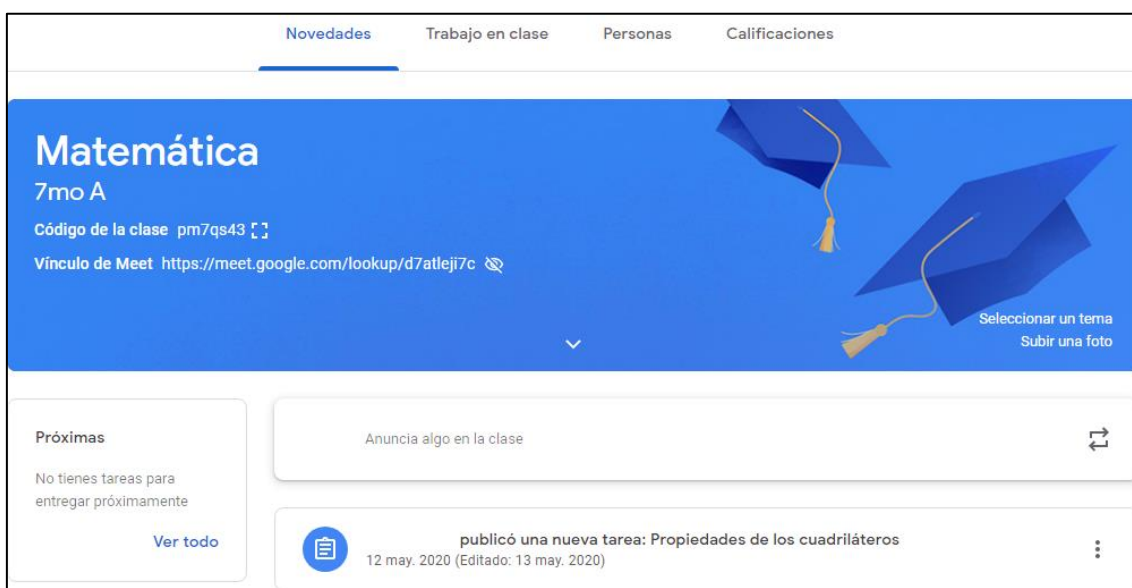 Novedades Trabajo en clase Personas Calificaciones
Matemática
7mo A
Código de la clase pm7qs43
Vínculo de Meet https://meet.google.com/lookup/d7atleji7c
Seleccionar un tema
Subir una foto
Próximas
No tienes tareas para
entregar próximamente
Ver todo
Anuncia algo en la clase
publicó una nueva tarea: Propiedades de los cuadriláteros
12 may. 2020 (Editado: 13 may. 2020)